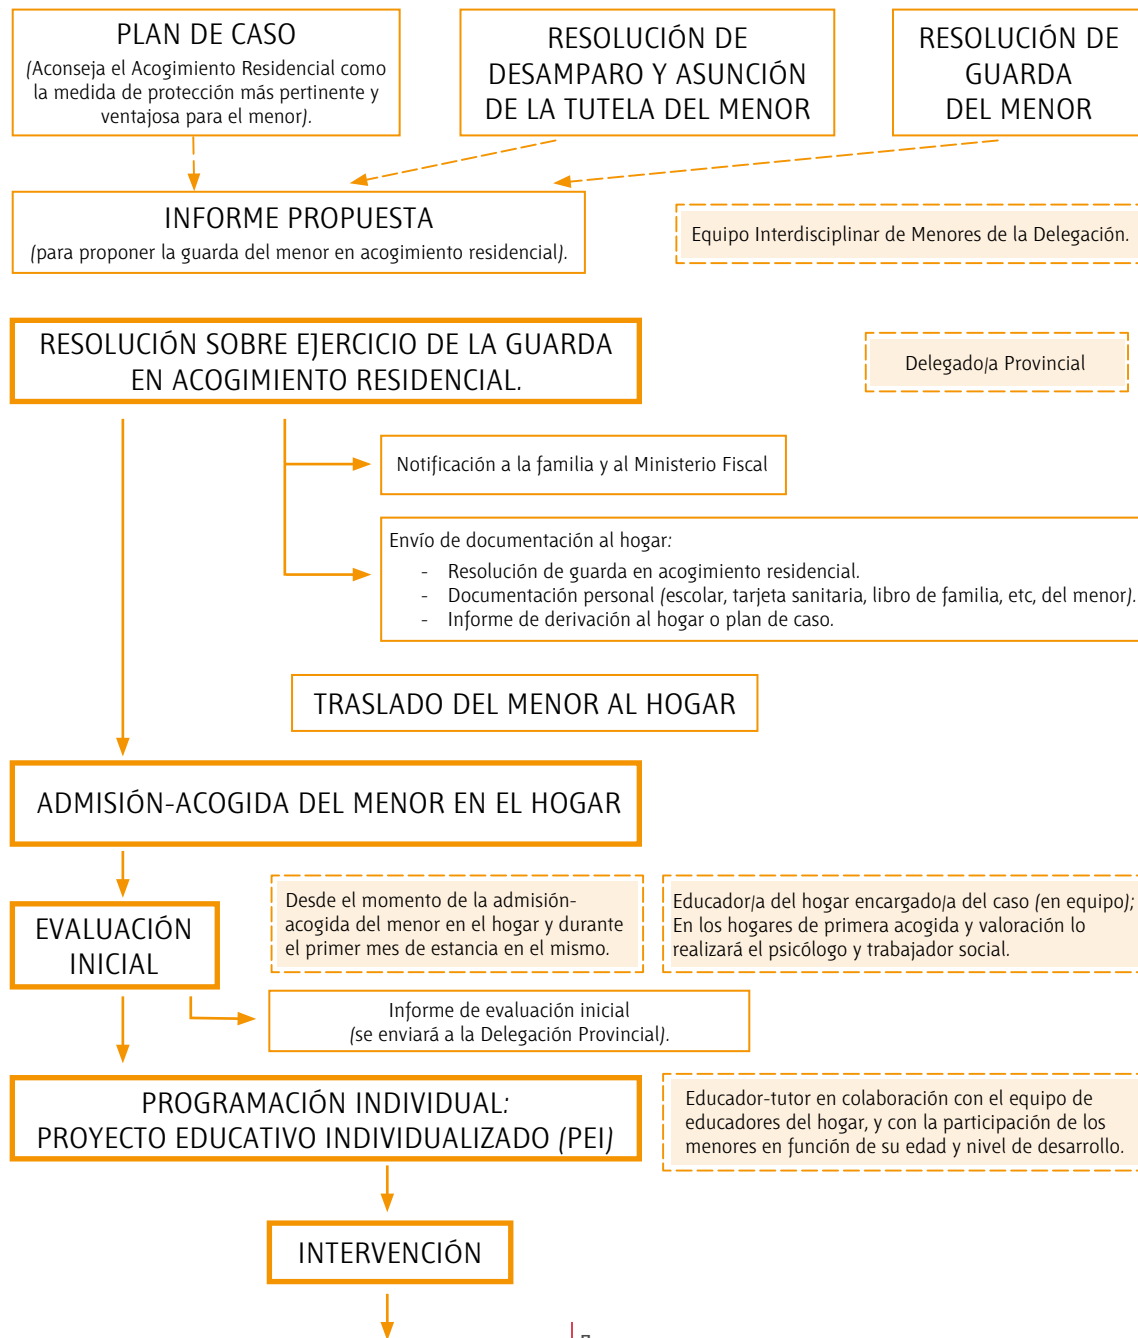 PLAN DE CASO
(Aconseja el Acogimiento Residencial como
la medida de protección más pertinente y
ventajosa para el menor).
RESOLUCIÓN DE
DESAMPARO Y ASUNCIÓN
DE LA TUTELA DEL MENOR
RESOLUCIÓN DE
GUARDA
DEL MENOR
INFORME PROPUESTA
(para proponer la guarda del menor en acogimiento residencial).
Equipo Interdisciplinar de Menores de la Delegación.
RESOLUCIÓN SOBRE EJERCICIO DE LA GUARDA
EN ACOGIMIENTO RESIDENCIAL.
Delegado/a Provincial
Notificación a la familia y al Ministerio Fiscal
Envío de documentación al hogar:
- Resolución de guarda en acogimiento residencial.
- Documentación personal (escolar, tarjeta sanitaria, libro de familia, etc, del menor).
- Informe de derivación al hogar o plan de caso.
TRASLADO DEL MENOR AL HOGAR
ADMISIÓN-ACOGIDA DEL MENOR EN EL HOGAR
EVALUACIÓN
INICIAL
Desde el momento de la admisión-
acogida del menor en el hogar y durante
el primer mes de estancia en el mismo.
Educador/a del hogar encargado/a del caso (en equipo);
En los hogares de primera acogida y valoración lo
realizará el psicólogo y trabajador social.
Informe de evaluación inicial
(se enviará a la Delegación Provincial).
PROGRAMACIÓN INDIVIDUAL:
PROYECTO EDUCATIVO INDIVIDUALIZADO (PEI)
Educador-tutor en colaboración con el equipo de
educadores del hogar, y con la participación de los
menores en función de su edad y nivel de desarrollo.
INTERVENCIÓN